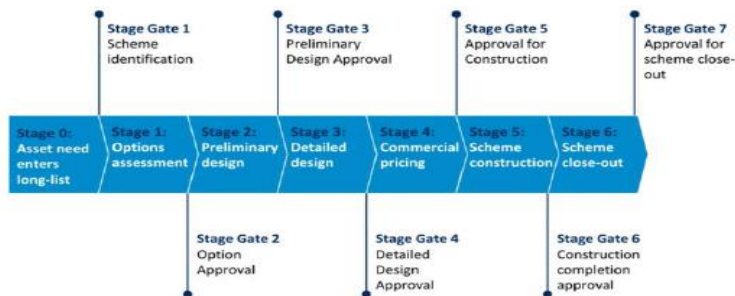 Stage Gate 1
Scheme
identification
Stage Gate 3
Preliminary
Design Approval
Stage Gate 5
Approval for
Construction
Stage Gate 7
Approval for
scheme close-
out
Stage 0:
Asset need
enters
long-list
Stage 1:
Options
assessment
Stage 2:
Preliminary
design
Stage 3:
Detailed
design
Stage 4:
Commercial
pricing
Stage 5:
Scheme
construction
Stage 6:
Scheme
close-out
Stage Gate 2
Option
Approval
Stage Gate 4
Detailed
Design
Approval
Stage Gate 6
Construction
completion
approval